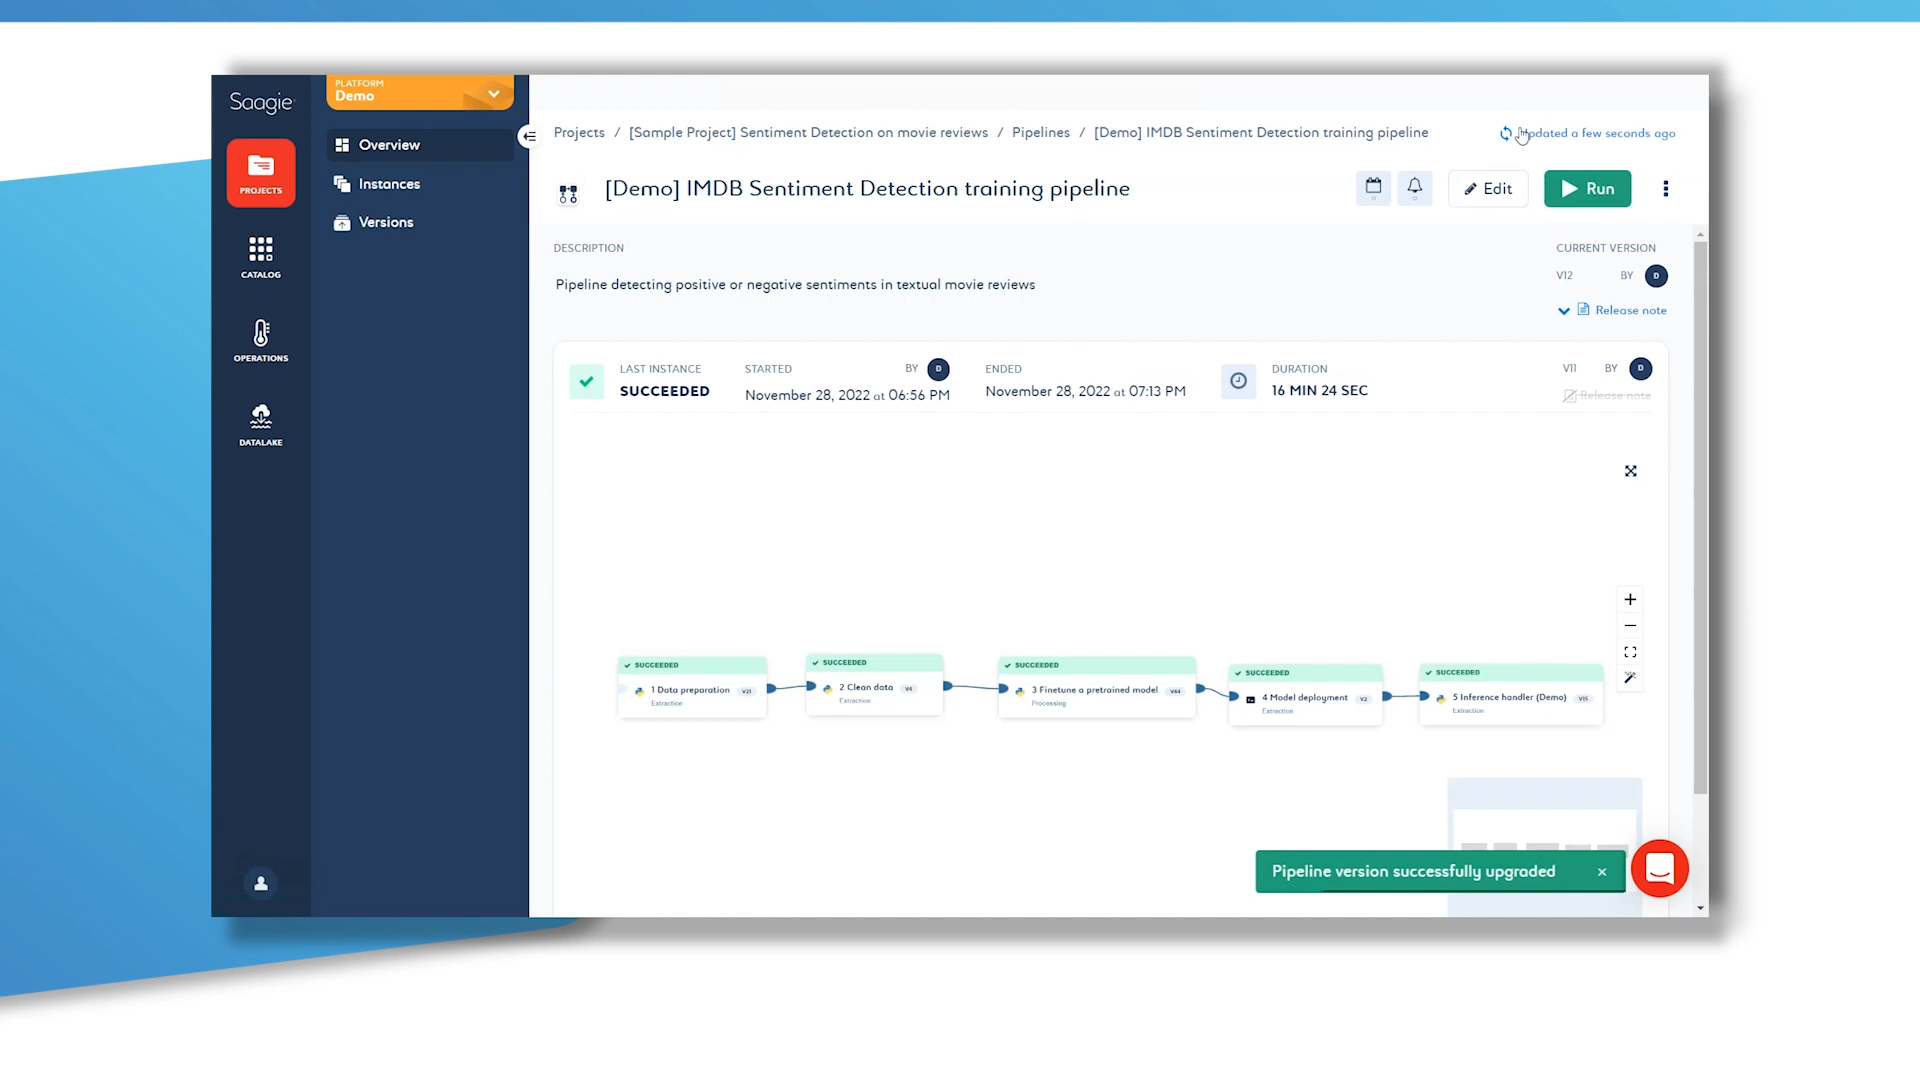 Saagie
PLATFORM
Demo
PROJECTS
CATALOG
OPERATIONS
DATALAKE
Overview
Instances
Versions
Projects / [Sample Project] Sentiment Detection on movie reviews / Pipelines / [Demo] IMDB Sentiment Detection training pipeline
Updated a few seconds ago
[Demo] IMDB Sentiment Detection training pipeline
Edit
Run
DESCRIPTION
Pipeline detecting positive or negative sentiments in textual movie reviews
CURRENT VERSION
V12 BY D
Release note
LAST INSTANCE
SUCCEEDED
STARTED BY D
November 28, 2022 at 06:56 PM
ENDED
November 28, 2022 at 07:13 PM
DURATION
16 MIN 24 SEC
V11 BY D
Release note
SUCCEEDED
1 Data preparation V21
Extraction
SUCCEEDED
2 Clean data V4
Extraction
SUCCEEDED
3 Finetune a pretrained model V44
Processing
SUCCEEDED
4 Model deployment V2
Extraction
SUCCEEDED
5 Inference handler (Demo) V15
Extraction
Pipeline version successfully upgraded